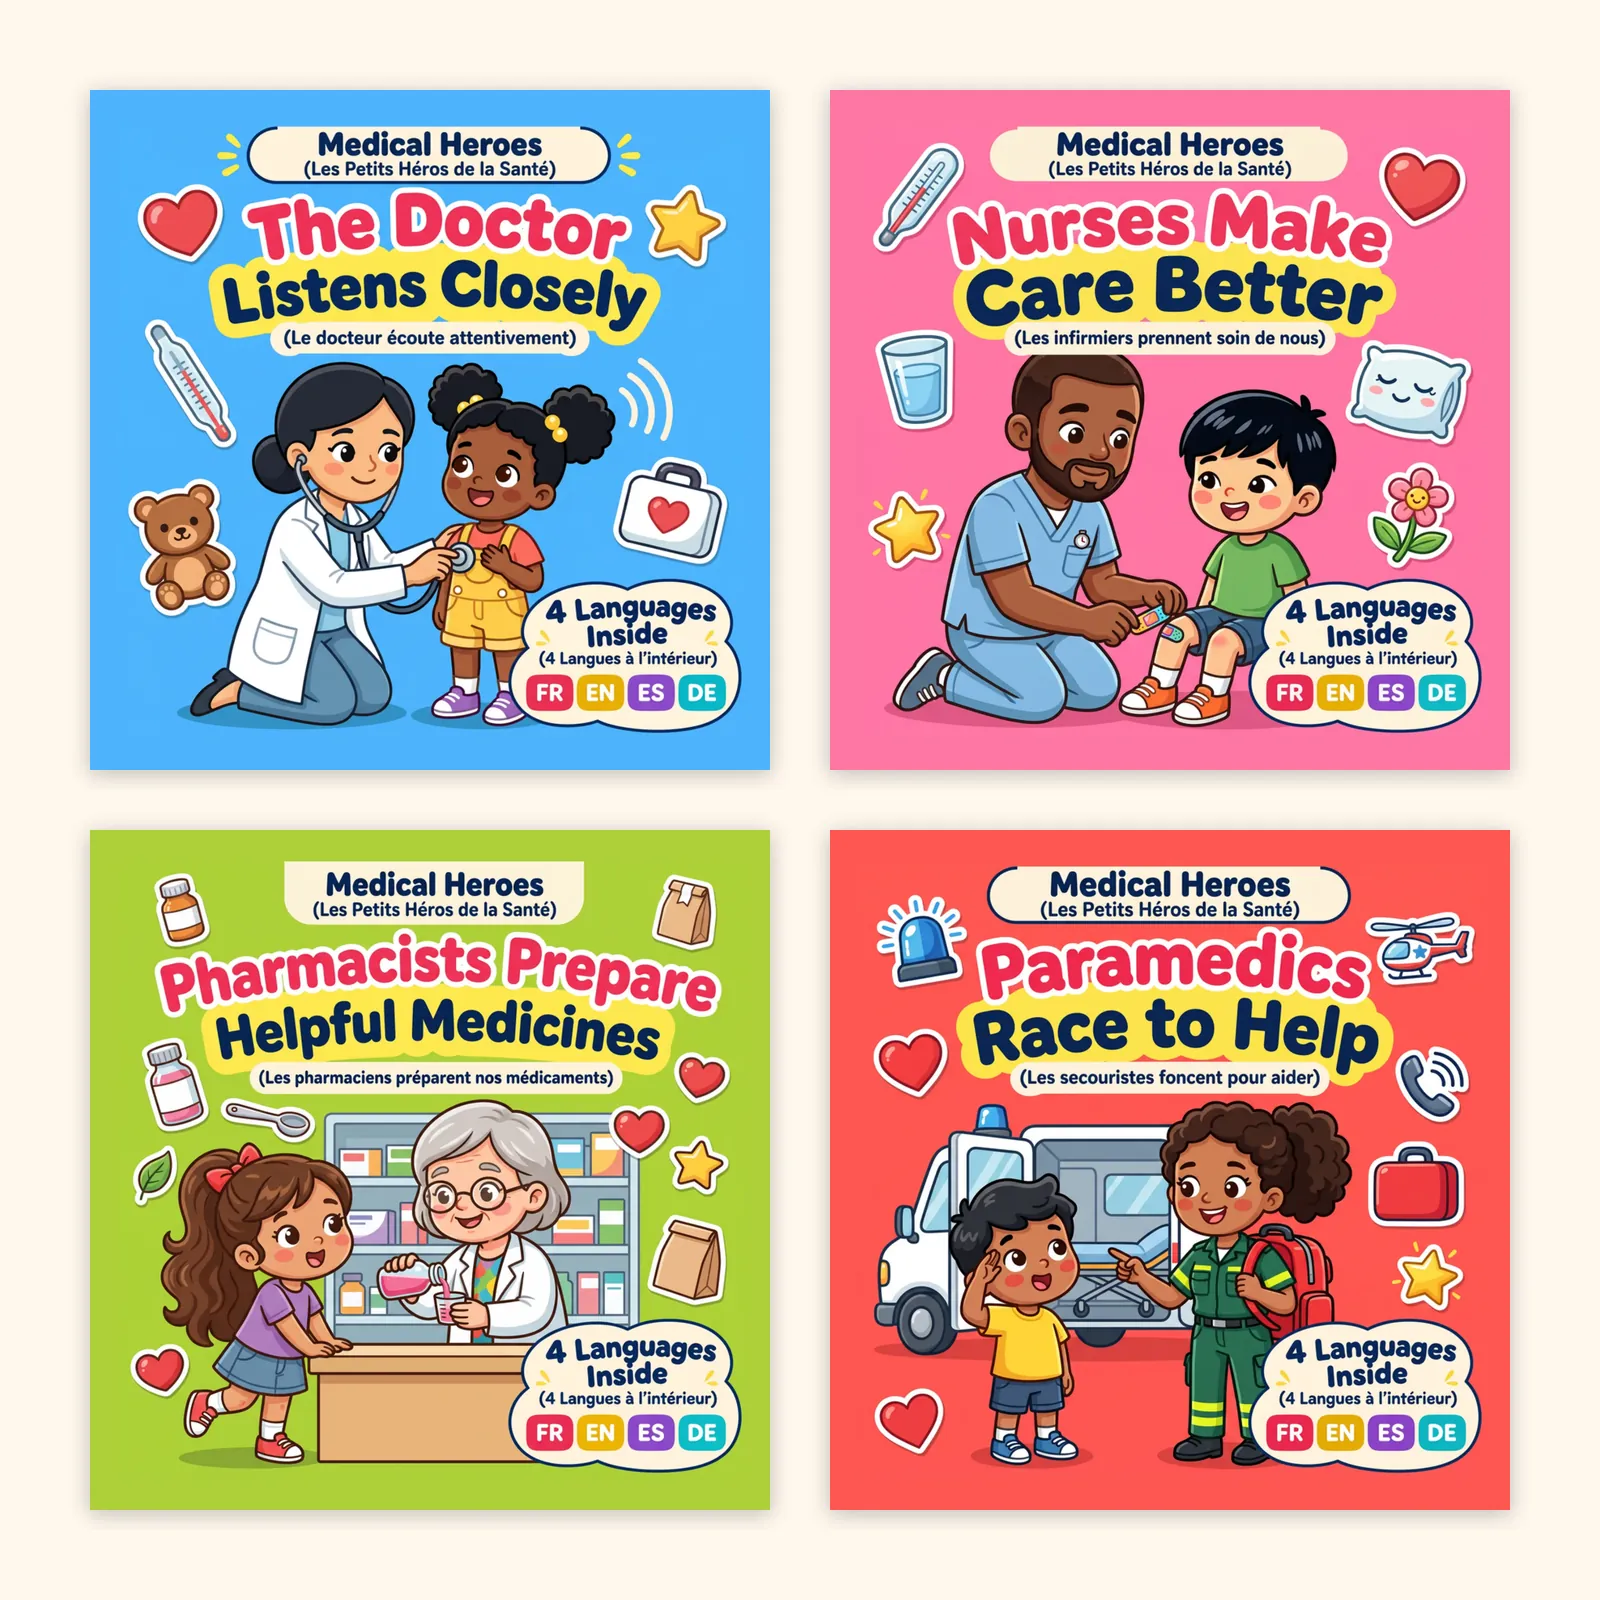 Medical Heroes
(Les Petits Héros de la Santé)
The Doctor
Listens Closely
(Le docteur écoute attentivement)
4 Languages
Inside
(4 Langues à l'intérieur)
FR EN ES DE
Medical Heroes
(Les Petits Héros de la Santé)
Nurses Make
Care Better
(Les infirmiers prennent soin de nous)
4 Languages
Inside
(4 Langues à l'intérieur)
FR EN ES DE
Medical Heroes
(Les Petits Héros de la Santé)
Pharmacists Prepare
Helpful Medicines
(Les pharmaciens préparent nos médicaments)
4 Languages
Inside
(4 Langues à l'intérieur)
FR EN ES DE
Medical Heroes
(Les Petits Héros de la Santé)
Paramedics
Race to Help
(Les secouristes foncent pour aider)
4 Languages
Inside
(4 Langues à l'intérieur)
FR EN ES DE